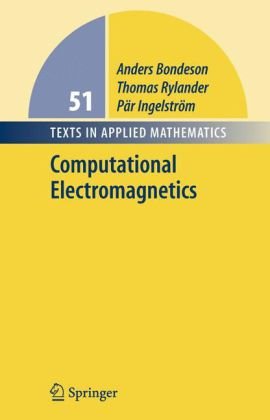 Anders Bondeson
Thomas Rylander
Pär Ingelström
51
TEXTS IN APPLIED MATHEMATICS
Computational
Electromagnetics
Springer